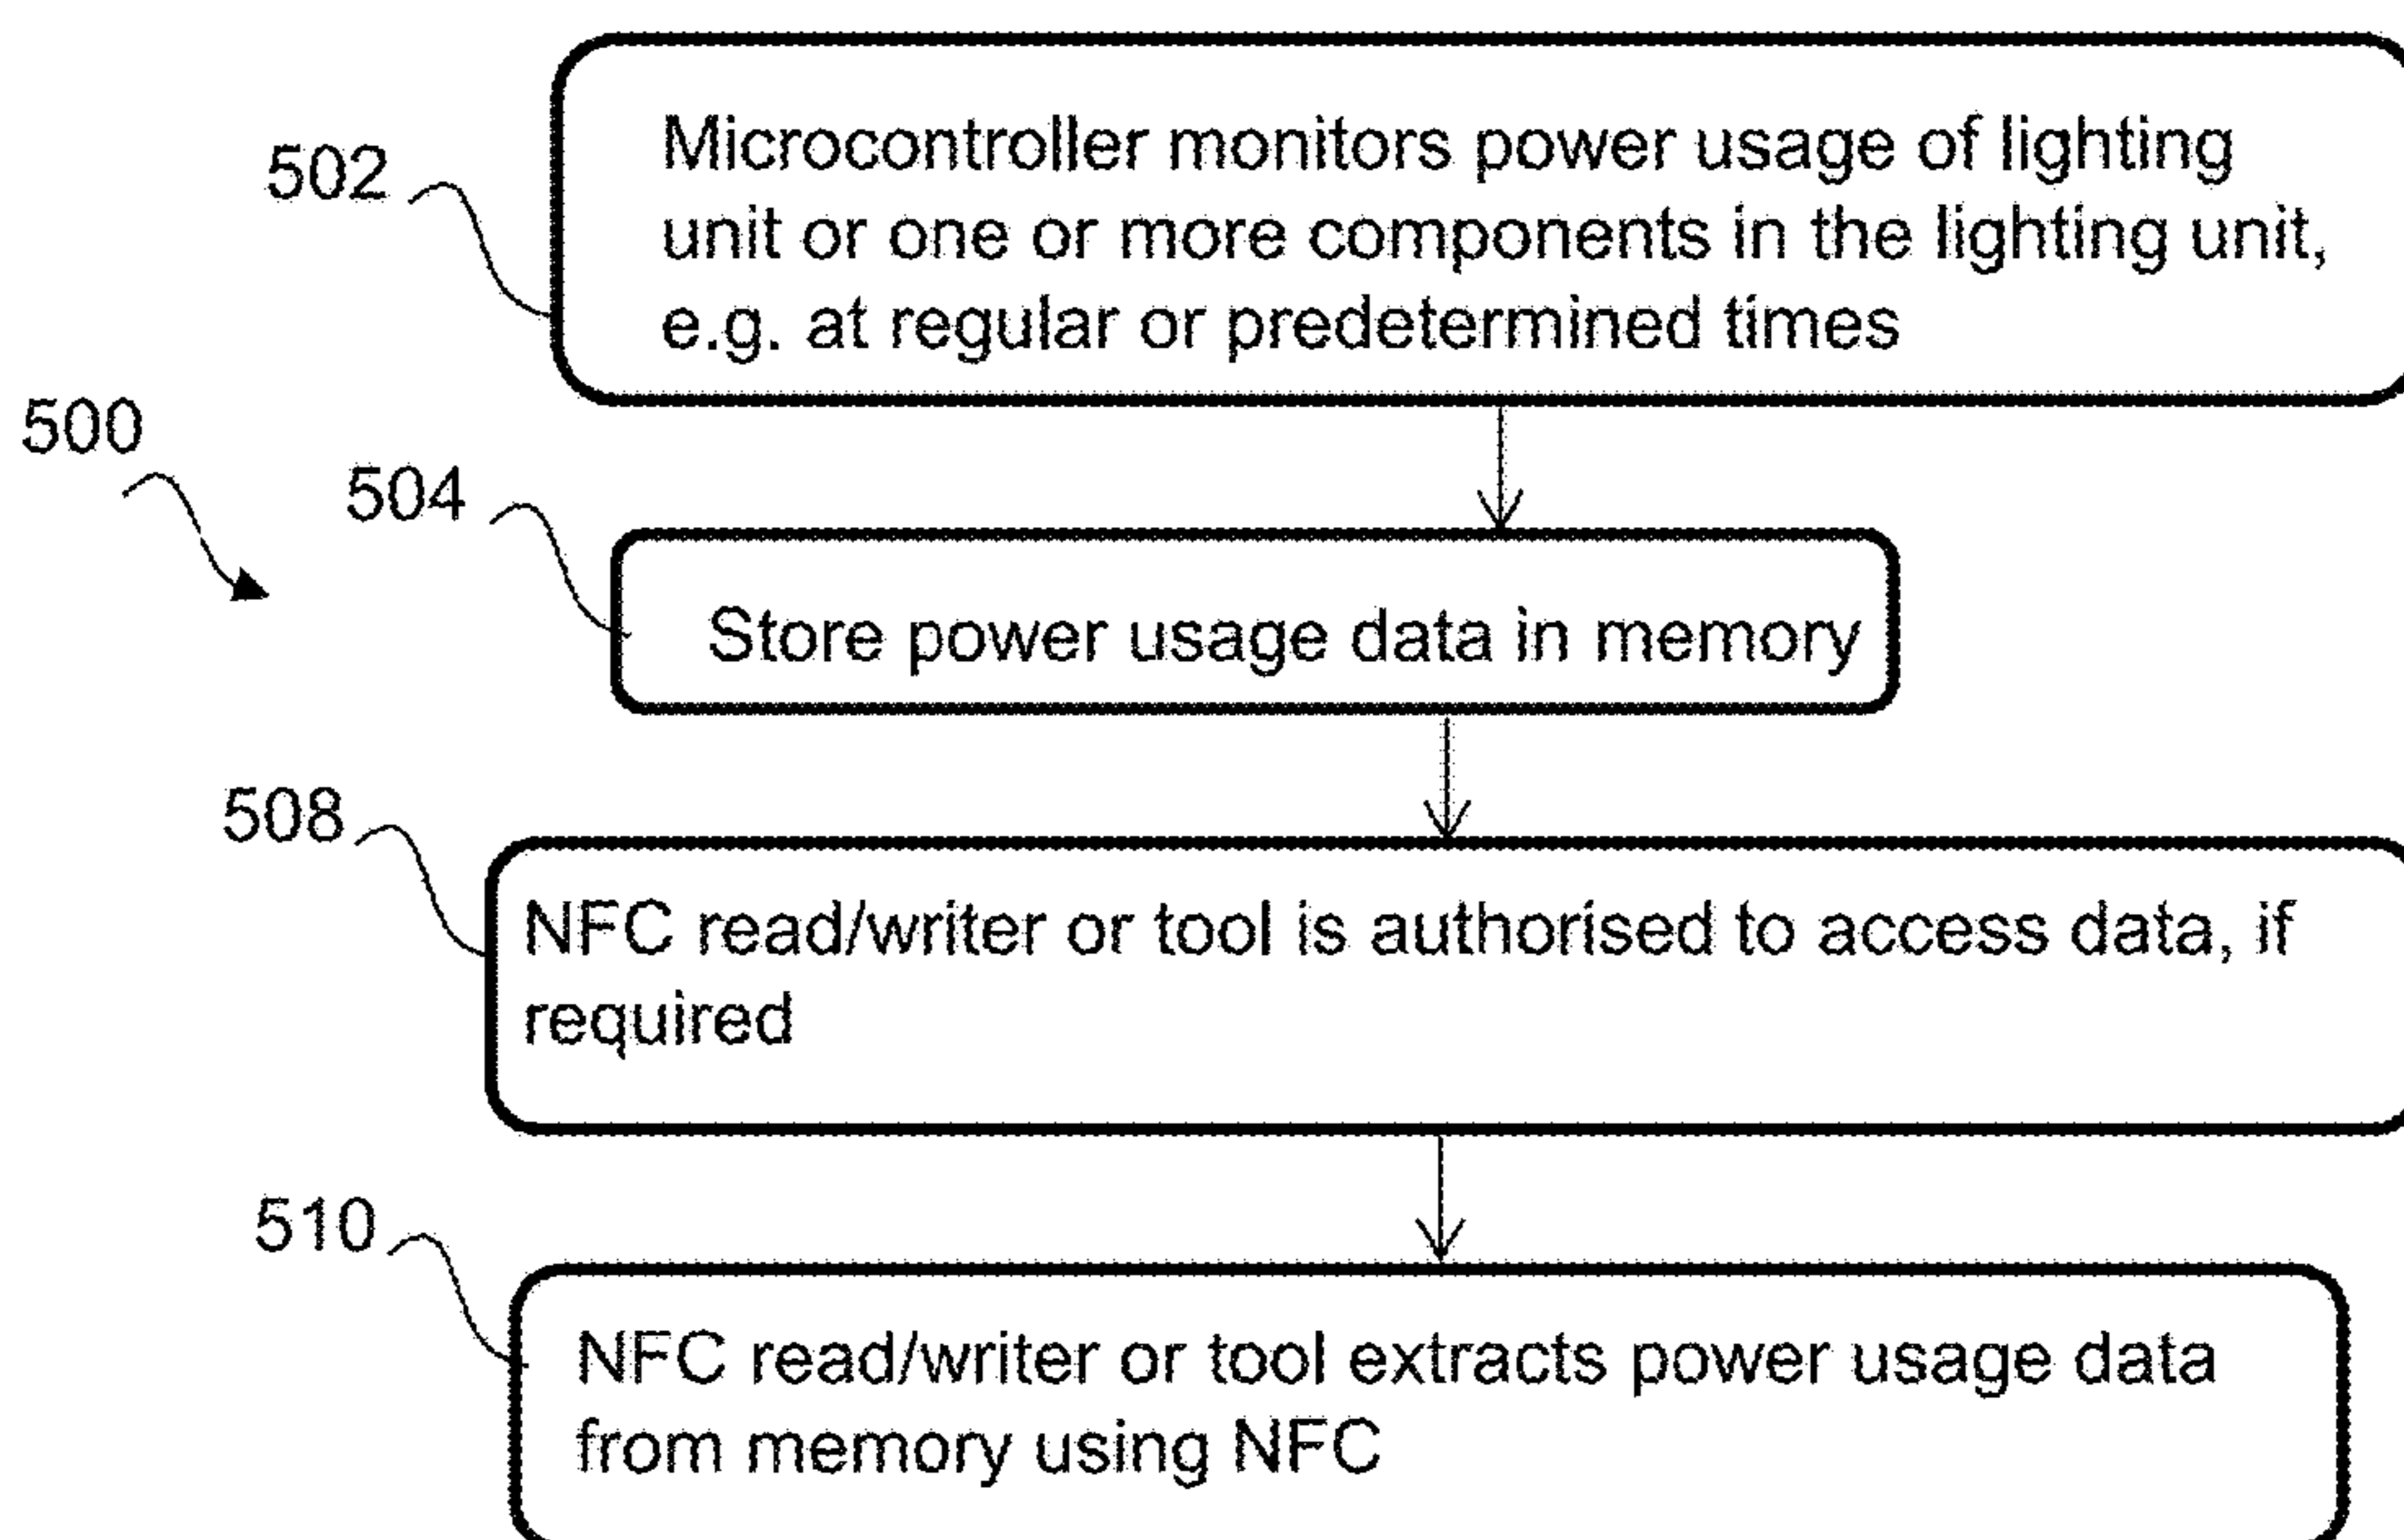 502
Microcontroller monitors power usage of lighting
unit or one or more components in the lighting unit,
e.g. at regular or predetermined times
500
504
Store power usage data in memory
508
NFC read/writer or tool is authorised to access data, if
required
510
NFC read/writer or tool extracts power usage data
from memory using NFC